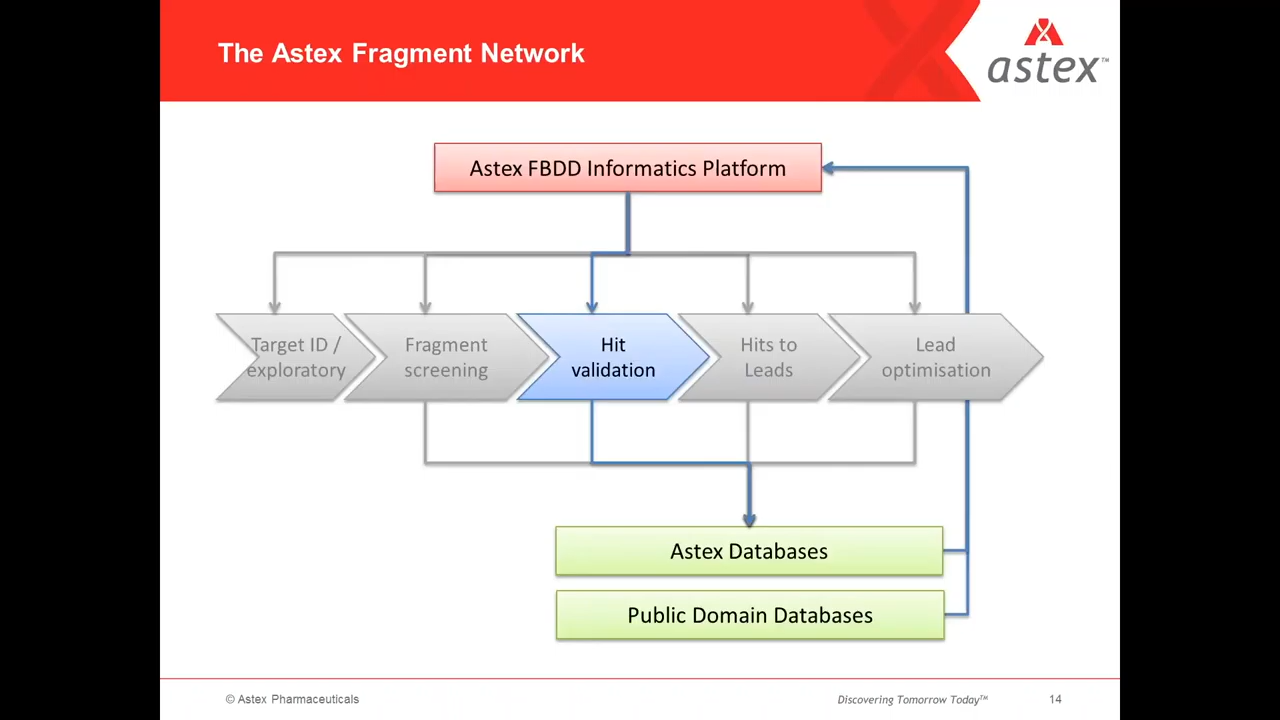 The Astex Fragment Network
astex™
Astex FBDD Informatics Platform
Target ID /
exploratory
Fragment
screening
Hit
validation
Hits to
Leads
Lead
optimisation
Astex Databases
Public Domain Databases
© Astex Pharmaceuticals
Discovering Tomorrow Today™
14